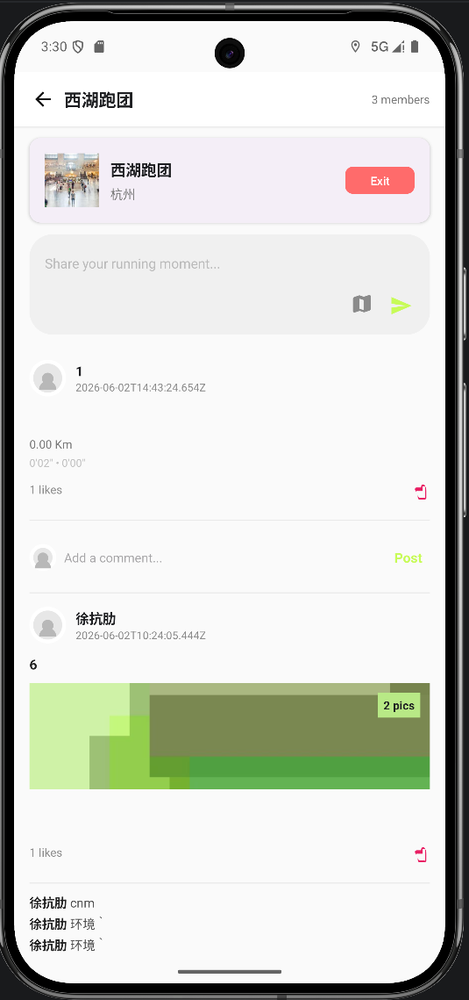 3:30
5G
西湖跑团
3 members
西湖跑团
杭州
Exit
Share your running moment...
1
2026-06-02T14:43:24.654Z
0.00 Km
0'02" • 0'00"
1 likes
Add a comment...
Post
徐抗肋
2026-06-02T10:24:05.444Z
6
2 pics
1 likes
徐抗肋 cnm
徐抗肋 环境 `
徐抗肋 环境 `